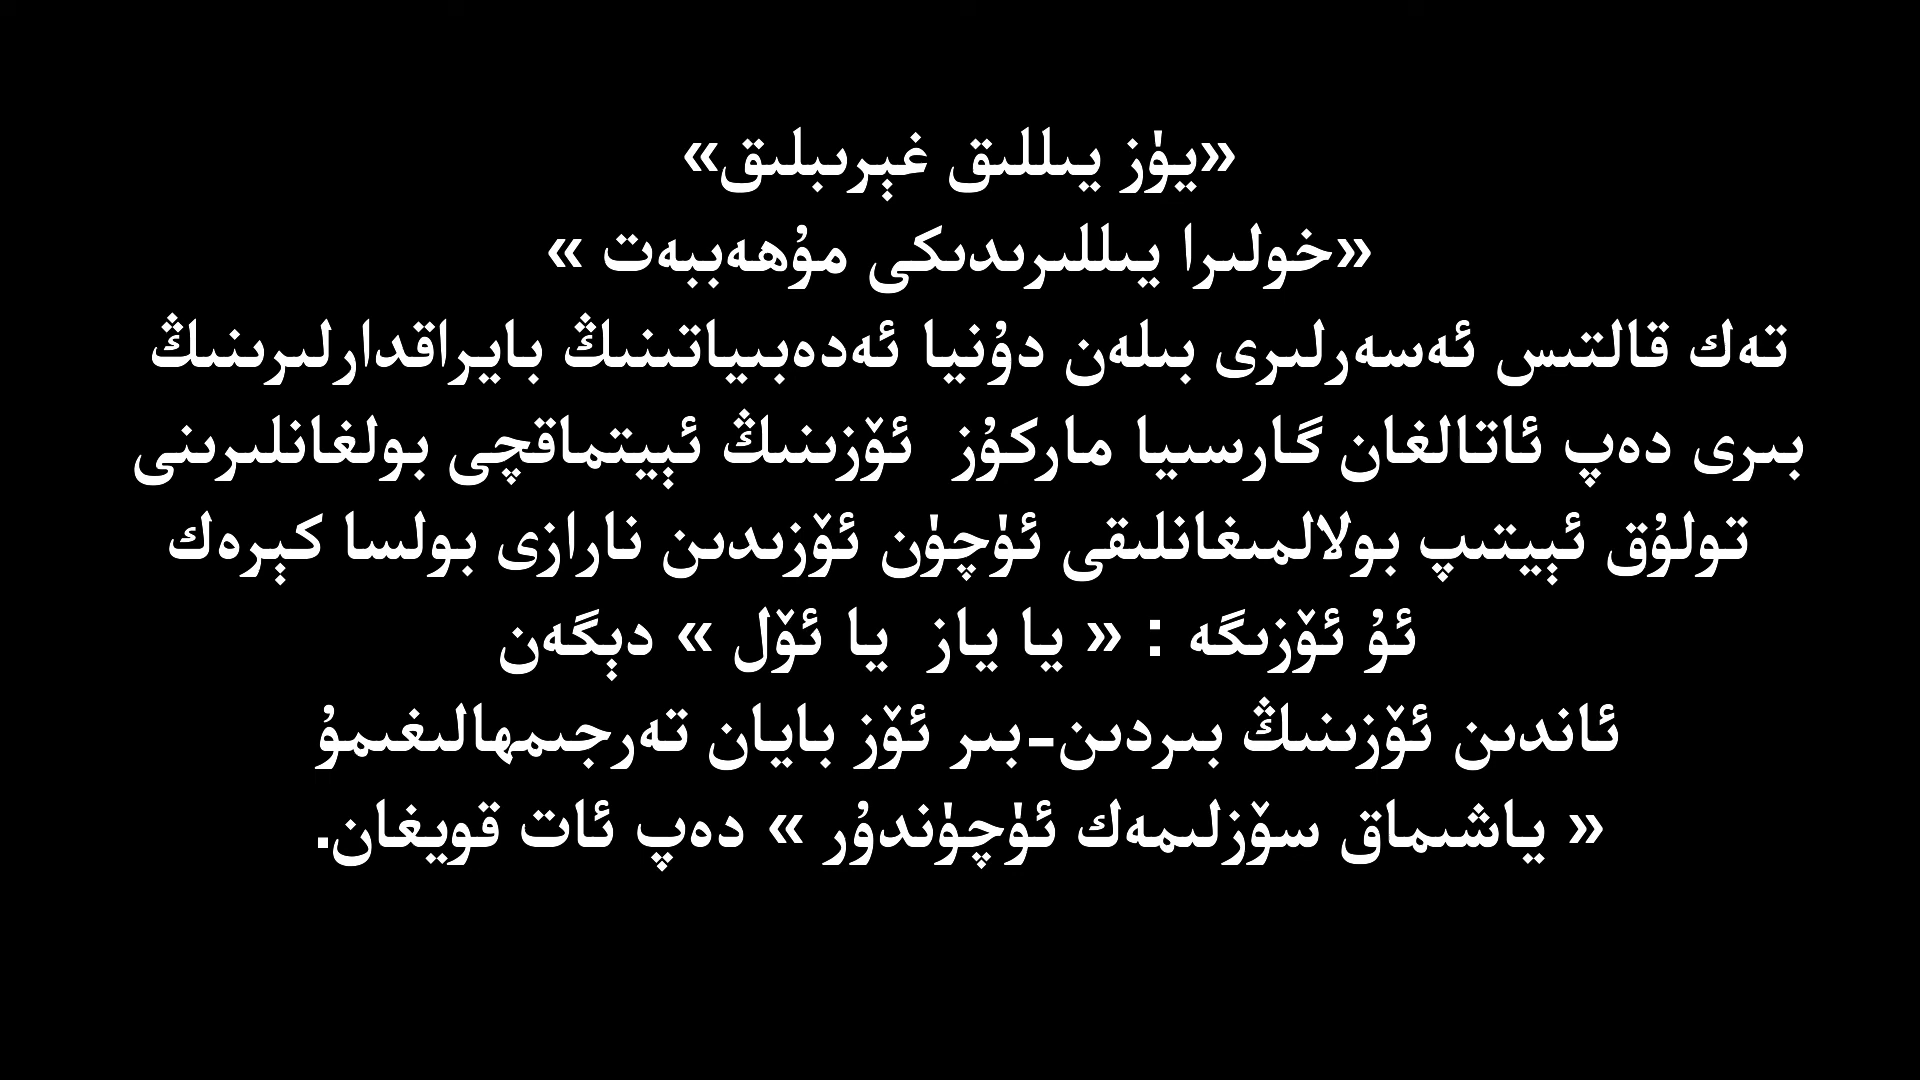 «يۈز يىللىق غېرىبلىق»
«خولىرا يىللىرىدىكى مۇھەببەت »
تەك قالتىس ئەسەرلىرى بىلەن دۇنيا ئەدەبىياتىنىڭ بايراقدارلىرىنىڭ
بىرى دەپ ئاتالغان گارسىيا ماركۇز  ئۆزىنىڭ ئېيتماقچى بولغانلىرىنى
تولۇق ئېيتىپ بولالمىغانلىقى ئۈچۈن ئۆزىدىن نارازى بولسا كېرەك
ئۇ ئۆزىگە : « يا ياز  يا ئۆل » دېگەن
ئاندىن ئۆزىنىڭ بىردىن-بىر ئۆز بايان تەرجىمھالىغىمۇ
« ياشىماق سۆزلىمەك ئۈچۈندۇر » دەپ ئات قويغان.